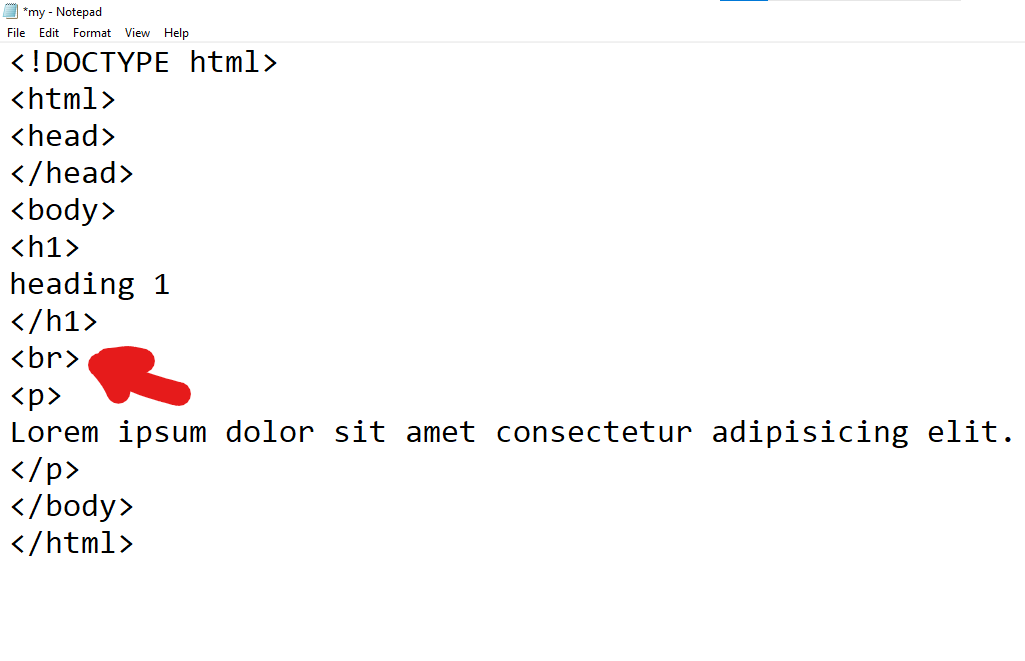 *my - Notepad
File Edit Format View Help
<!DOCTYPE html>
<html>
<head>
</head>
<body>
<h1>
heading 1
</h1>
<br>
<p>
Lorem ipsum dolor sit amet consectetur adipisicing elit.
</p>
</body>
</html>